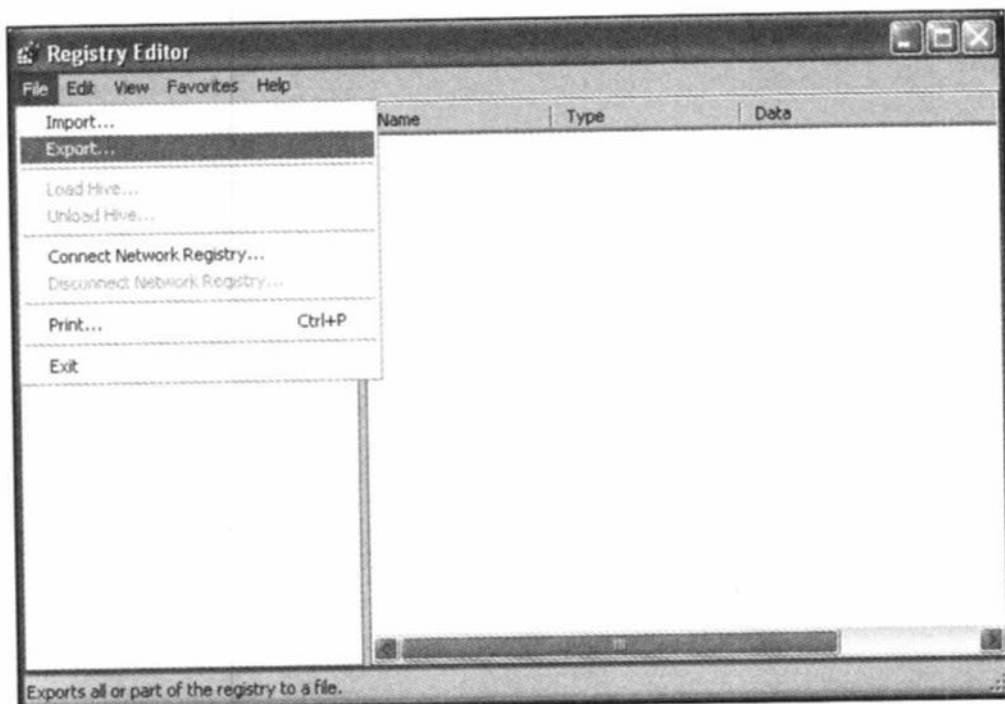 Registry Editor
File Edit View Favorites Help
Import...
Export...
Load Hive...
Unload Hive...
Connect Network Registry...
Disconnect Network Registry...
Print... Ctrl+P
Exit
Name Type Data
Exports all or part of the registry to a file.